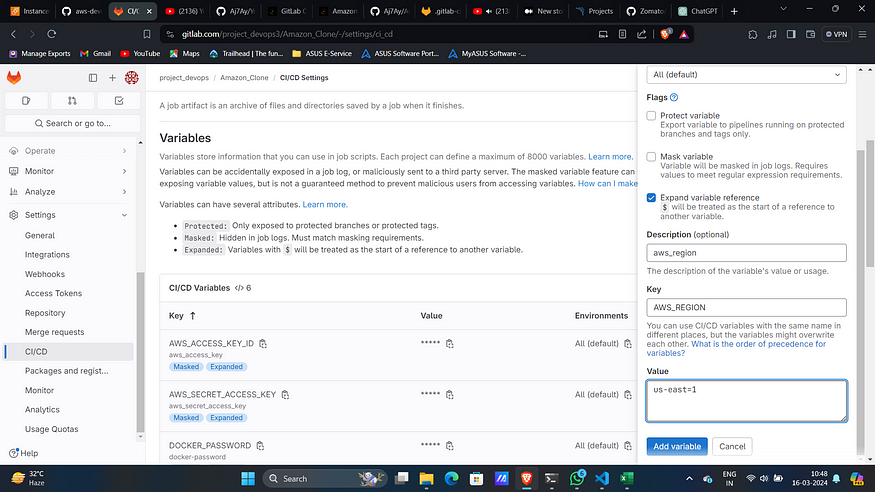 Instance
aws-dev
CI/C
(2136) Y
Aj7Ay/Y
GitLab C
Amazon
Aj7Ay/A
.gitlab-c
(213
New sto
Projects
Zomato
ChatGPT
gitlab.com/project_devops3/Amazon_Clone/-/settings/ci_cd
VPN
Manage Exports
Gmail
YouTube
Maps
Trailhead | The fun...
ASUS E-Service
ASUS Software Port...
MyASUS Software -...
Search or go to...
Operate
Monitor
Analyze
Settings
General
Integrations
Webhooks
Access Tokens
Repository
Merge requests
CI/CD
Packages and regist...
Monitor
Analytics
Usage Quotas
Help
project_devops / Amazon_Clone / CI/CD Settings
A job artifact is an archive of files and directories saved by a job when it finishes.
Variables
Variables store information that you can use in job scripts. Each project can define a maximum of 8000 variables. Learn more.
Variables can be accidentally exposed in a job log, or maliciously sent to a third party server. The masked variable feature can
exposing variable values, but is not a guaranteed method to prevent malicious users from accessing variables. How can I make
Variables can have several attributes. Learn more.
Protected: Only exposed to protected branches or protected tags.
Masked: Hidden in job logs. Must match masking requirements.
Expanded: Variables with $ will be treated as the start of a reference to another variable.
CI/CD Variables </> 6
Key ↑ Value Environments
AWS_ACCESS_KEY_ID ***** All (default)
aws_access_key
Masked Expanded
AWS_SECRET_ACCESS_KEY ***** All (default)
aws_secret_access_key
Masked Expanded
DOCKER_PASSWORD ***** All (default)
docker-password
All (default)
Flags
Protect variable
Export variable to pipelines running on protected
branches and tags only.
Mask variable
Variable will be masked in job logs. Requires
values to meet regular expression requirements.
Expand variable reference
$ will be treated as the start of a reference to
another variable.
Description (optional)
aws_region
The description of the variable's value or usage.
Key
AWS_REGION
You can use CI/CD variables with the same name in
different places, but the variables might overwrite
each other. What is the order of precedence for
variables?
Value
us-east=1
Add variable
Cancel
32°C
Haze
Search
ENG
IN
10:48
16-03-2024